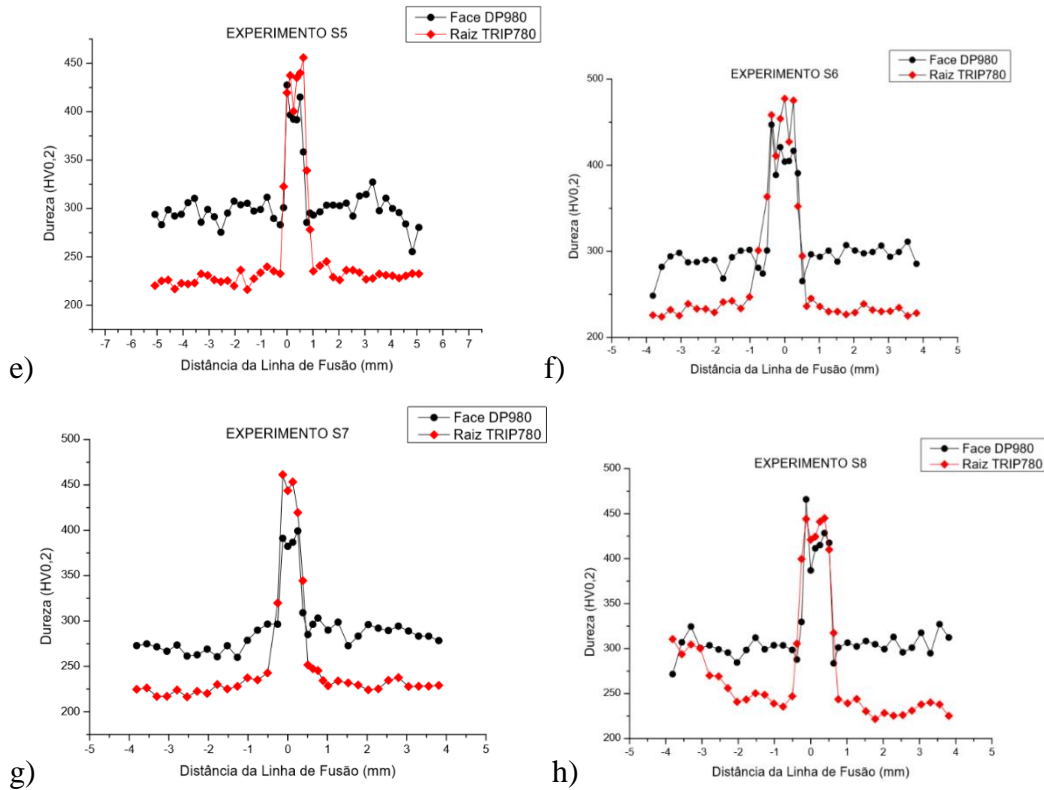 EXPERIMENTO S5
Face DP980
Raiz TRIP780
450
400
350
300
250
200
Dureza (HV0,2)
-7 -6 -5 -4 -3 -2 -1 0 1 2 3 4 5 6 7
Distância da Linha de Fusão (mm)
e)
EXPERIMENTO S6
Face DP980
Raiz TRIP780
500
400
300
200
Dureza (HV0,2)
-5 -4 -3 -2 -1 0 1 2 3 4 5
Distância da Linha de Fusão (mm)
f)
EXPERIMENTO S7
Face DP980
Raiz TRIP780
500
450
400
350
300
250
200
Dureza (HV0,2)
-5 -4 -3 -2 -1 0 1 2 3 4 5
Distância da Linha de Fusão (mm)
g)
EXPERIMENTO S8
Face DP980
Raiz TRIP780
500
450
400
350
300
250
200
Dureza (HV0,2)
-5 -4 -3 -2 -1 0 1 2 3 4 5
Distância da Linha de Fusão (mm)
h)